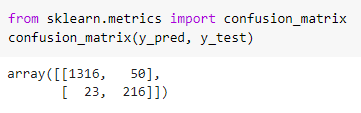 from sklearn.metrics import confusion_matrix
confusion_matrix(y_pred, y_test)
array([[1316,   50],
       [  23,  216]])